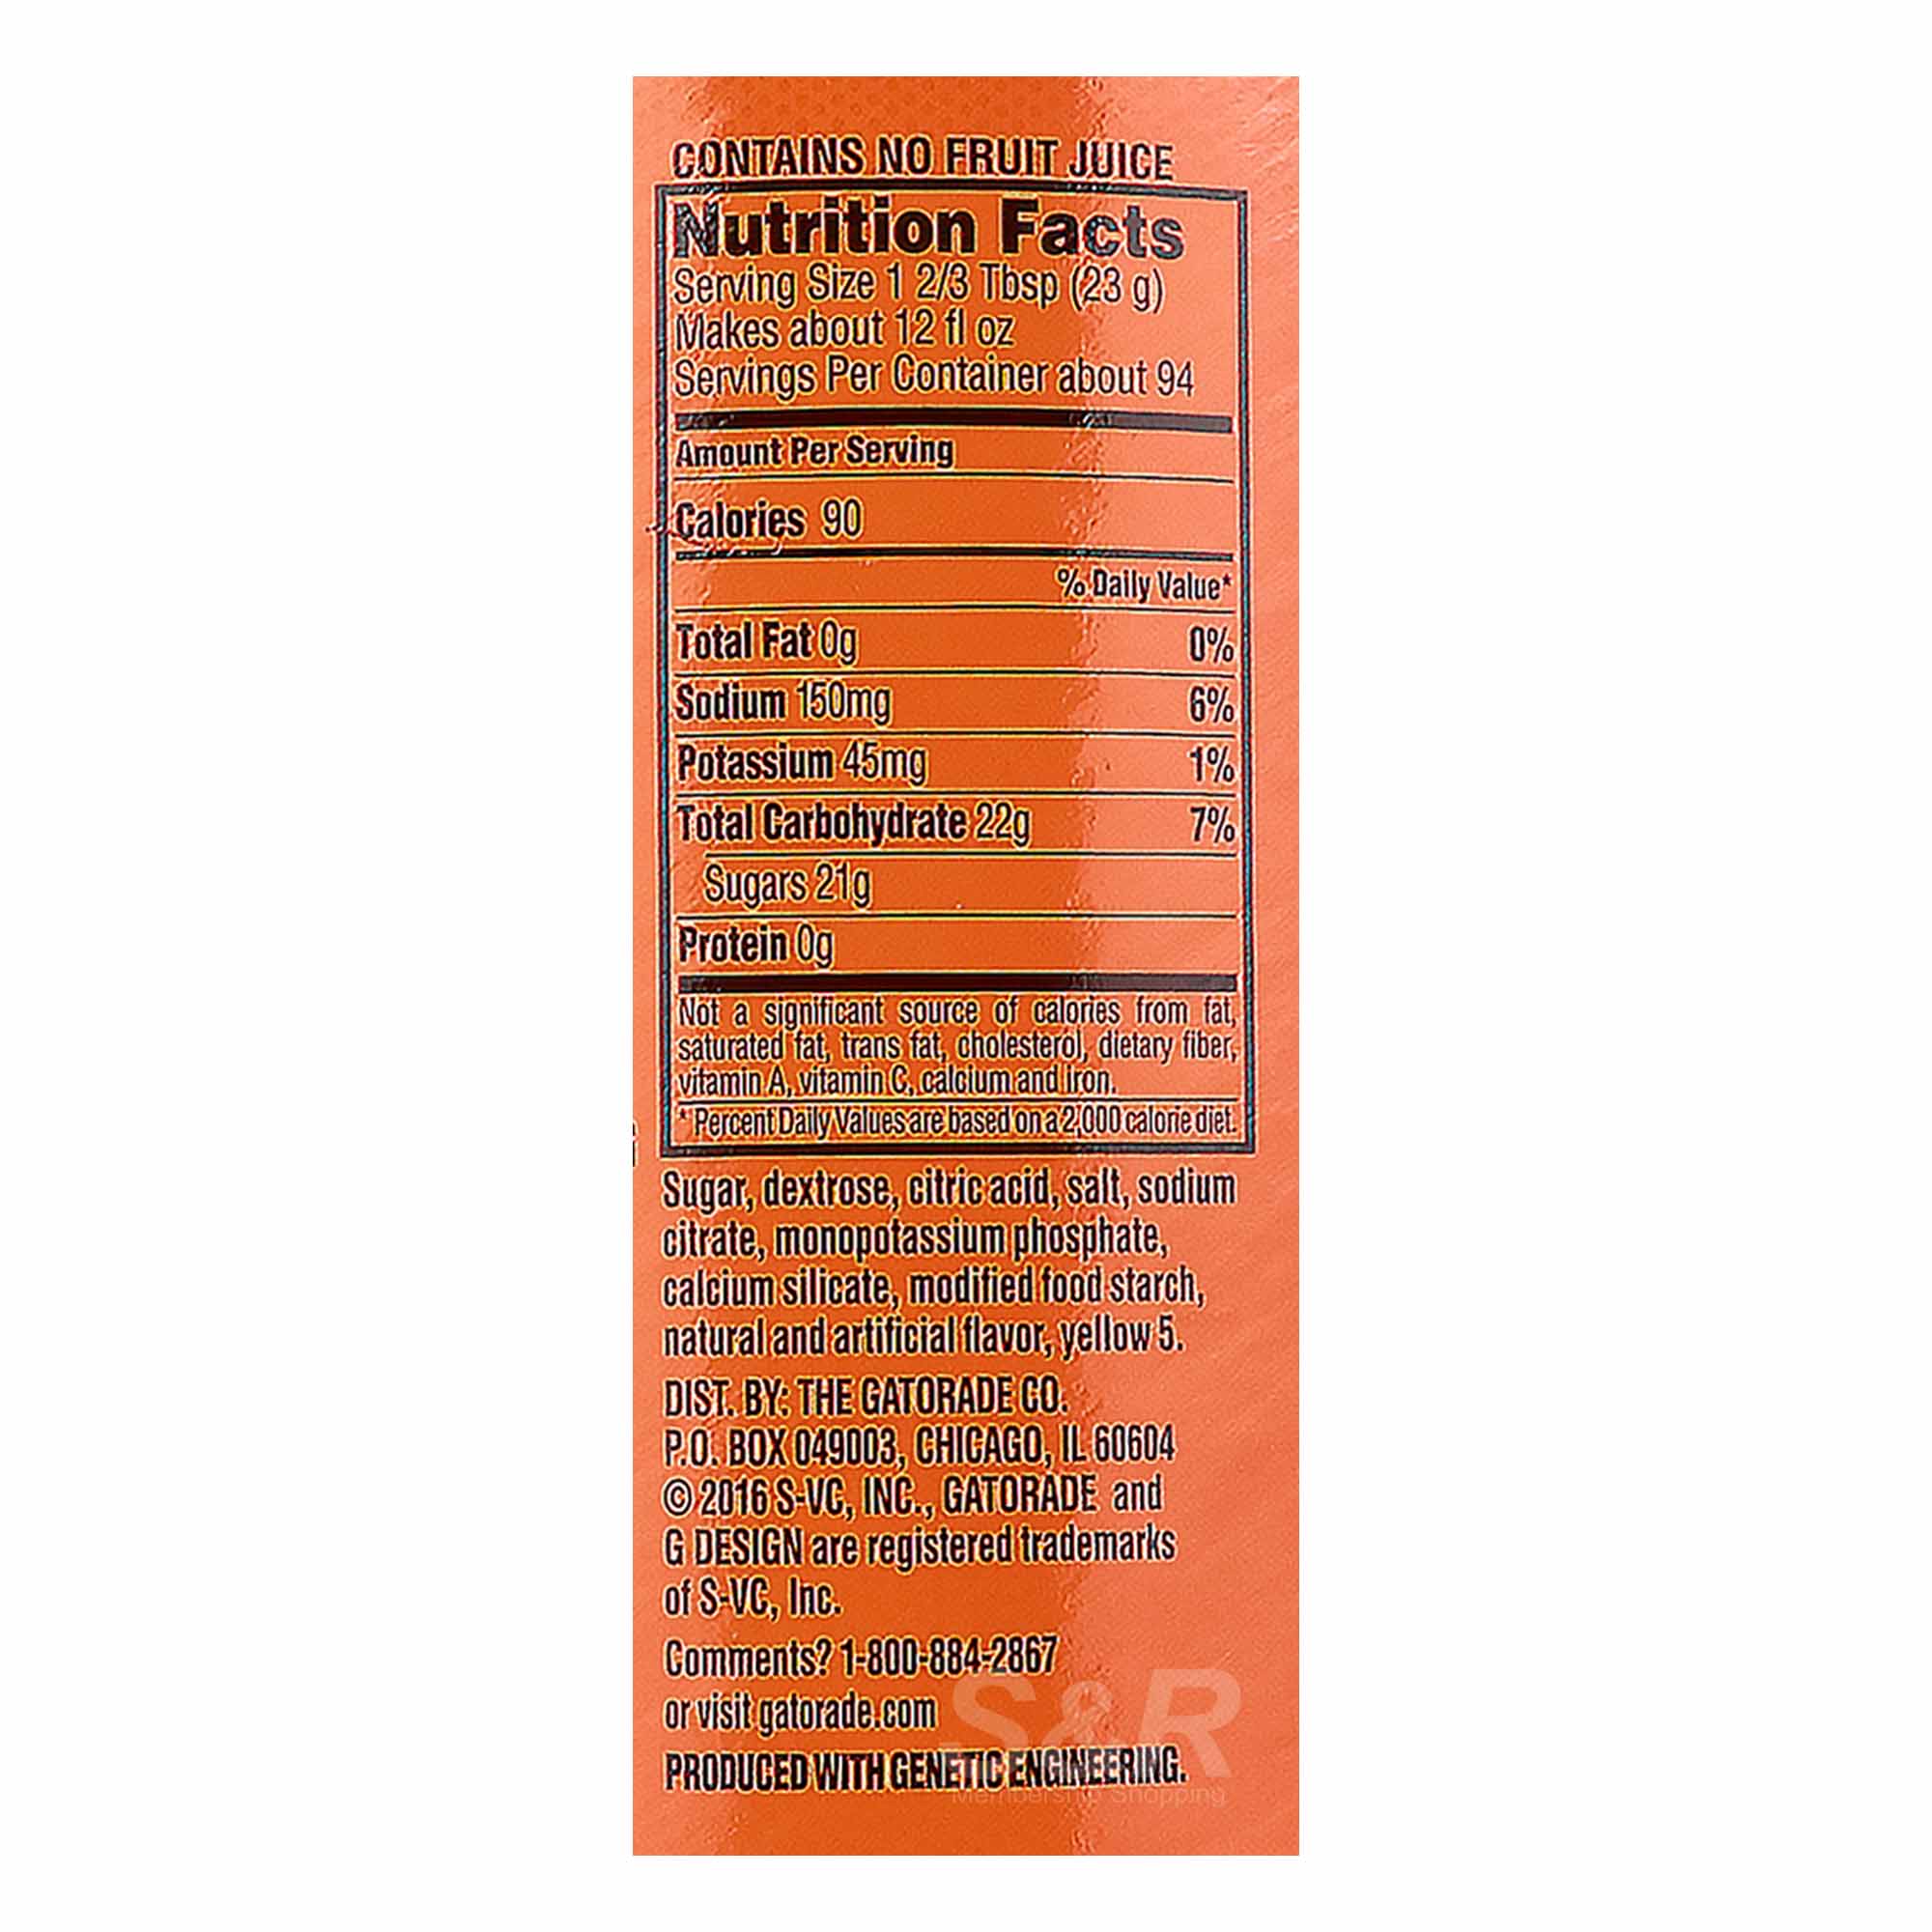 CONTAINS NO FRUIT JUICE
Nutrition Facts
Serving Size 1 2/3 Tbsp (23 g)
Makes about 12 fl oz
Servings Per Container about 94
Amount Per Serving
Calories 90
% Daily Value*
Total Fat 0g 0%
Sodium 150mg 6%
Potassium 45mg 1%
Total Carbohydrate 22g 7%
Sugars 21g
Protein 0g
Not a significant source of calories from fat,
saturated fat, trans fat, cholesterol, dietary fiber,
vitamin A, vitamin C, calcium and iron.
* Percent Daily Values are based on a 2,000 calorie diet.
Sugar, dextrose, citric acid, salt, sodium
citrate, monopotassium phosphate,
calcium silicate, modified food starch,
natural and artificial flavor, yellow 5.
DIST. BY: THE GATORADE CO.
P.O. BOX 049003, CHICAGO, IL 60604
© 2016 S-VC, INC., GATORADE and
G DESIGN are registered trademarks
of S-VC, Inc.
Comments? 1-800-884-2867
or visit gatorade.com
PRODUCED WITH GENETIC ENGINEERING.
S&R
Membership Shopping